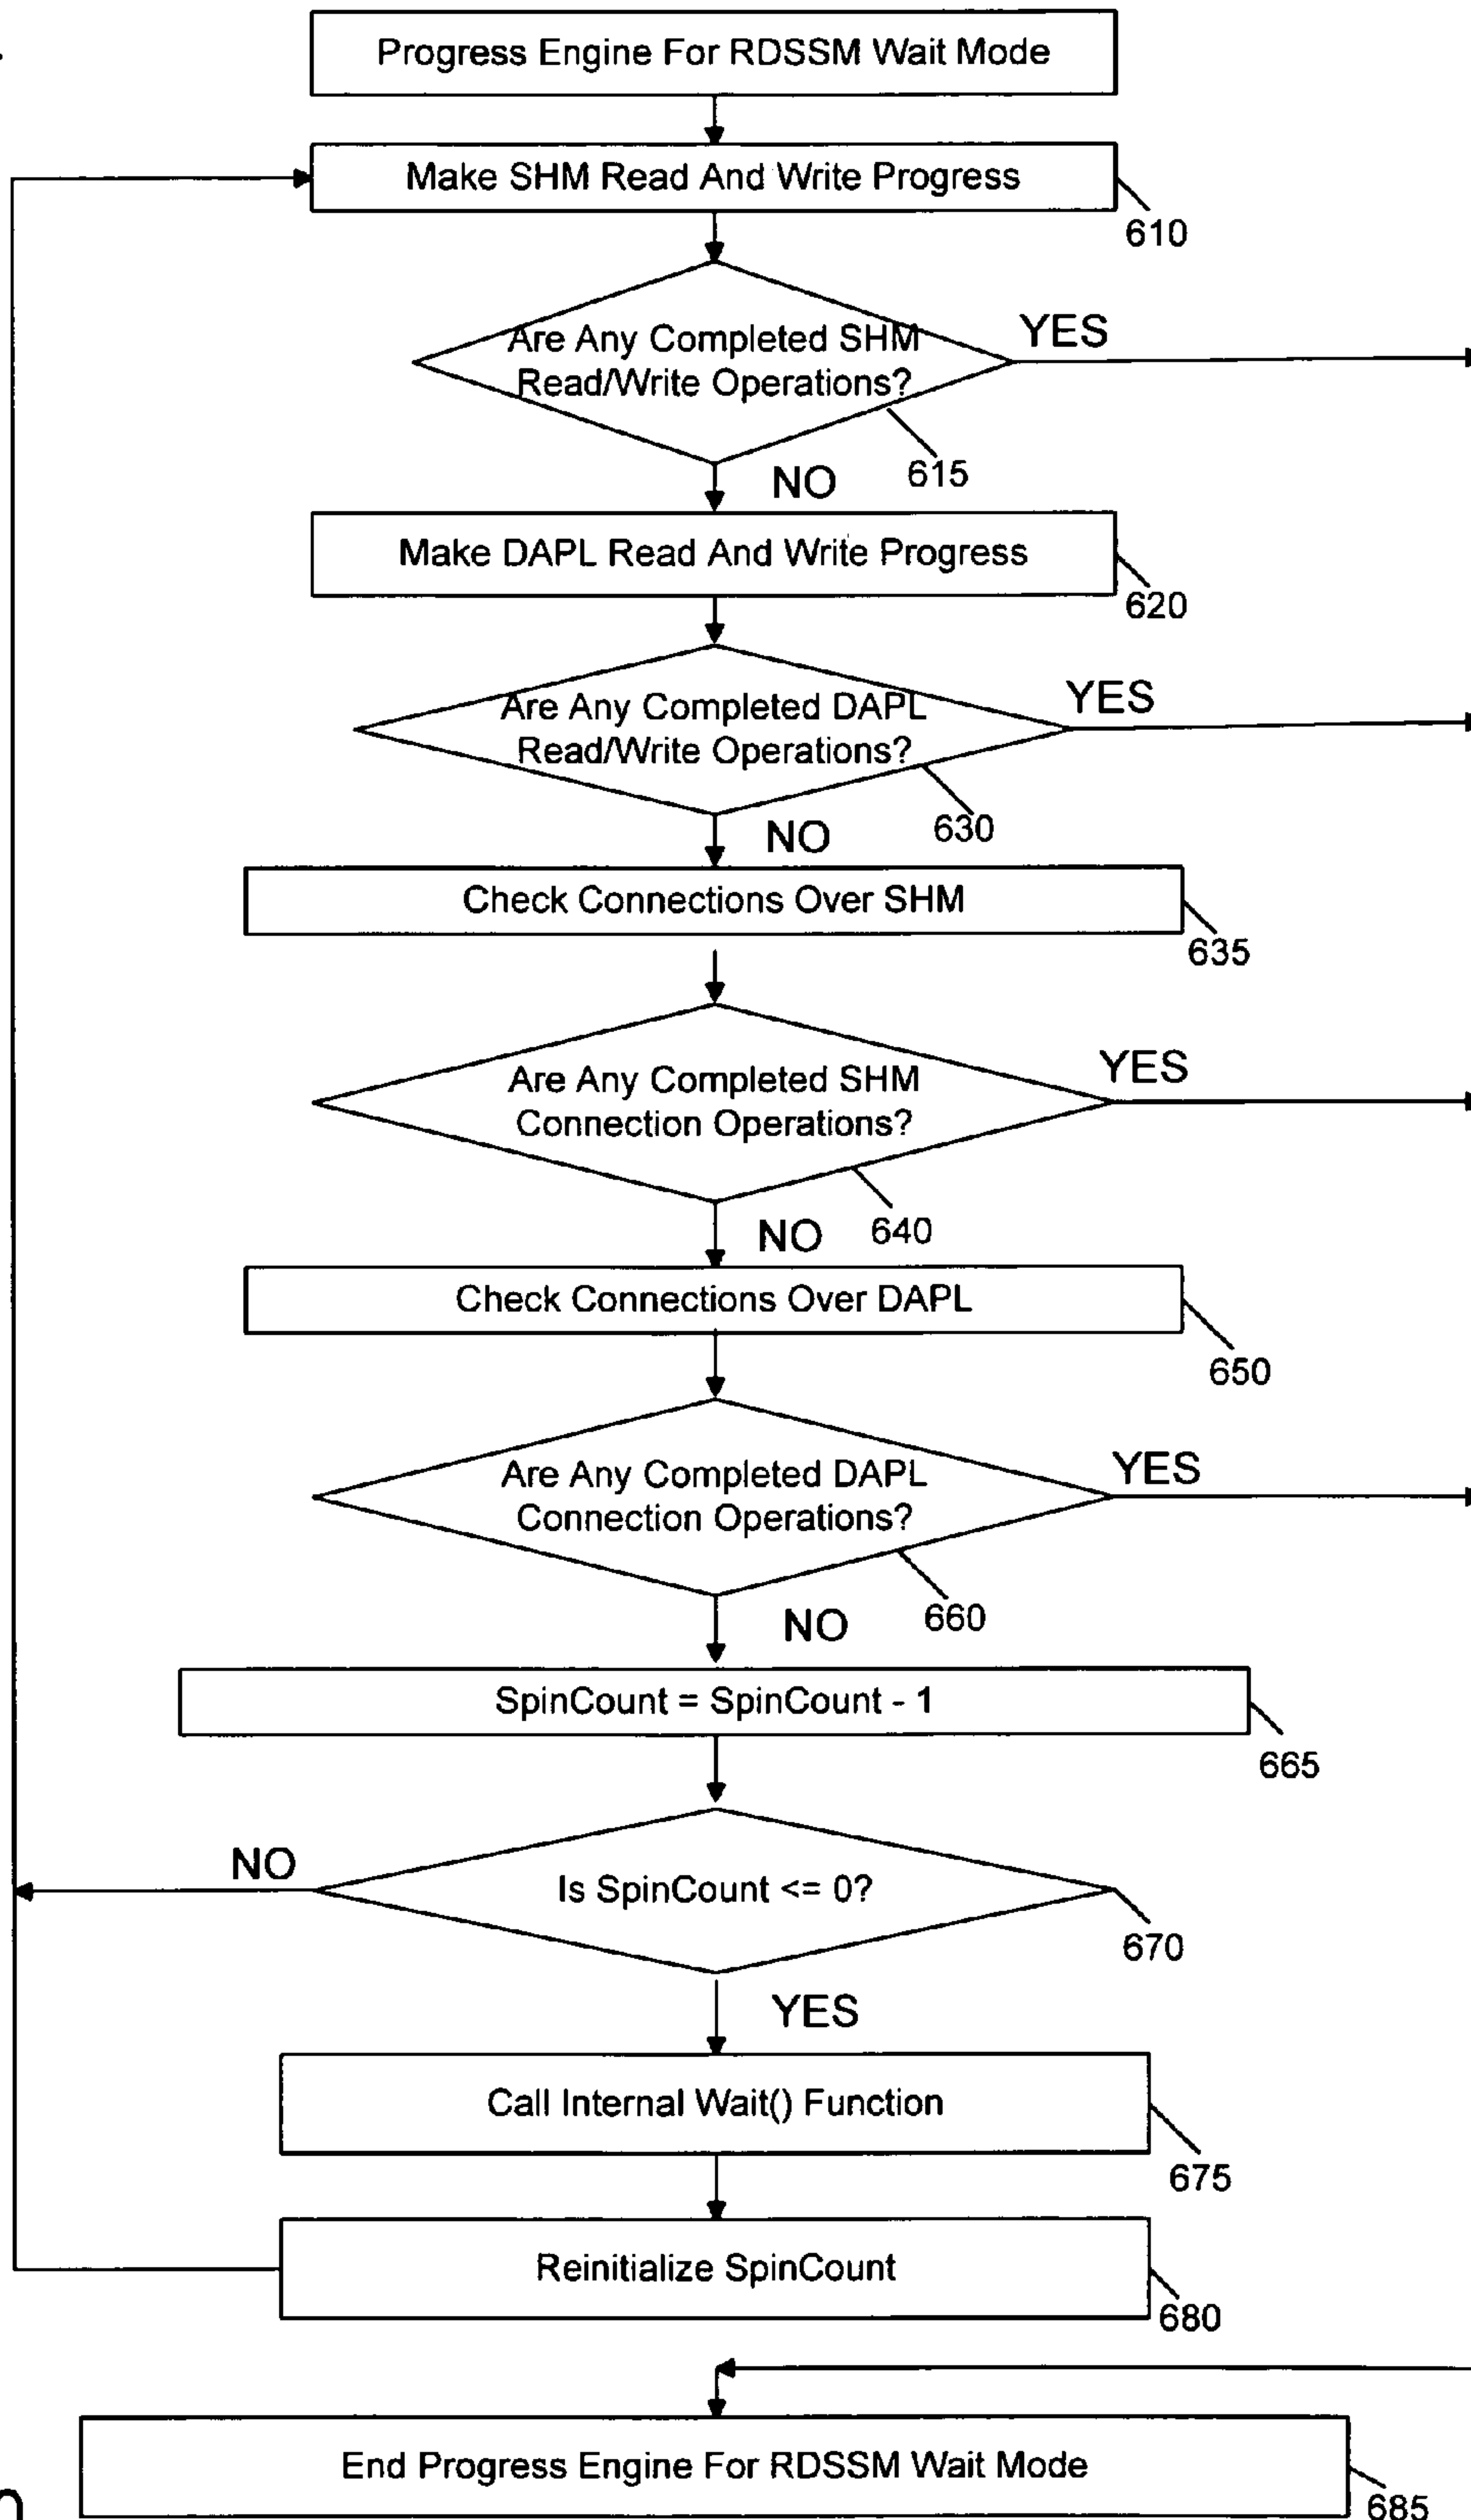 Progress Engine For RDSSM Wait Mode
Make SHM Read And Write Progress
610
Are Any Completed SHM
Read/Write Operations?
YES
615
NO
Make DAPL Read And Write Progress
620
Are Any Completed DAPL
Read/Write Operations?
YES
630
NO
Check Connections Over SHM
635
Are Any Completed SHM
Connection Operations?
YES
640
NO
Check Connections Over DAPL
650
Are Any Completed DAPL
Connection Operations?
YES
660
NO
SpinCount = SpinCount - 1
665
Is SpinCount <= 0?
NO
670
YES
Call Internal Wait() Function
675
Reinitialize SpinCount
680
End Progress Engine For RDSSM Wait Mode
685